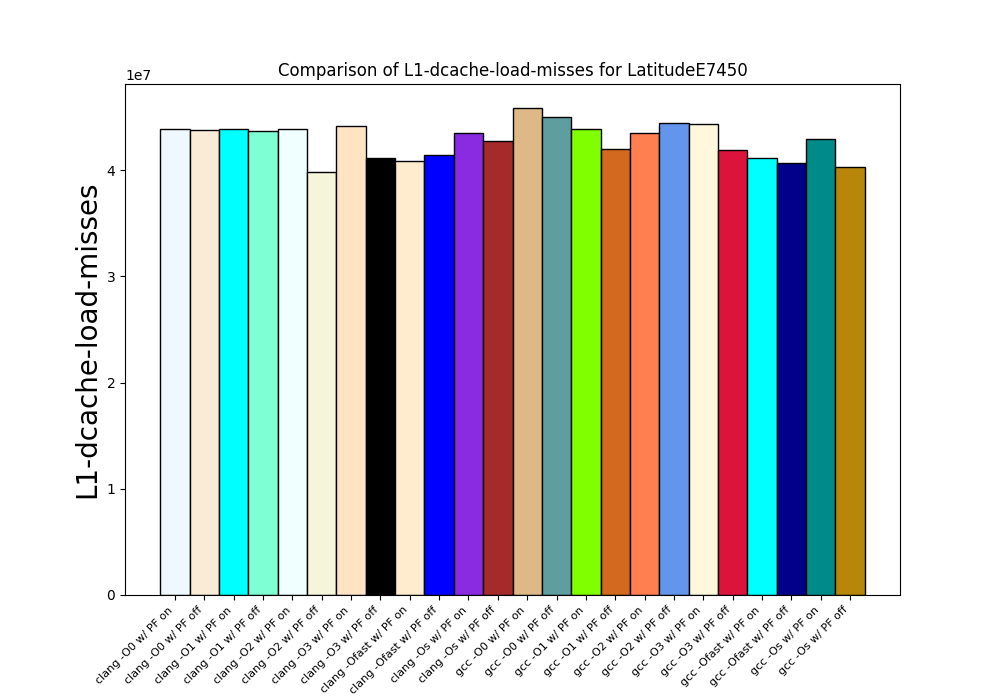 Comparison of L1-dcache-load-misses for LatitudeE7450
1e7
L1-dcache-load-misses
4
3
2
1
0
clang -O0 w/ PF on
clang -O0 w/ PF off
clang -O1 w/ PF on
clang -O1 w/ PF off
clang -O2 w/ PF on
clang -O2 w/ PF off
clang -O3 w/ PF on
clang -O3 w/ PF off
clang -Ofast w/ PF on
clang -Ofast w/ PF off
clang -Os w/ PF on
clang -Os w/ PF off
gcc -O0 w/ PF on
gcc -O0 w/ PF off
gcc -O1 w/ PF on
gcc -O1 w/ PF off
gcc -O2 w/ PF on
gcc -O2 w/ PF off
gcc -O3 w/ PF on
gcc -O3 w/ PF off
gcc -Ofast w/ PF on
gcc -Ofast w/ PF off
gcc -Os w/ PF on
gcc -Os w/ PF off